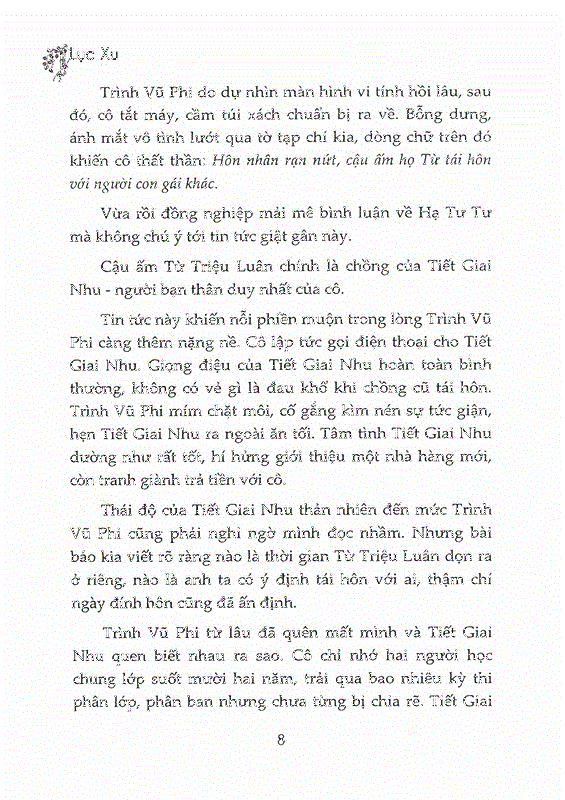 Lục Xu
Trình Vũ Phi do dự nhìn màn hình vi tính hồi lâu, sau
đó, cô tắt máy, cầm túi xách chuẩn bị ra về. Bỗng dưng,
ánh mắt vô tình lướt qua tờ tạp chí kia, dòng chữ trên đó
khiến cô thất thần: Hôn nhân rạn nứt, cậu ấm họ Từ tái hôn
với người con gái khác.
Vừa rồi đồng nghiệp mải mê bình luận về Hạ Tư Tư
mà không chú ý tới tin tức giật gân này.
Cậu ấm Từ Triệu Luân chính là chồng của Tiết Giai
Nhu - người bạn thân duy nhất của cô.
Tin tức này khiến nỗi phiền muộn trong lòng Trình Vũ
Phi càng thêm nặng nề. Cô lập tức gọi điện thoại cho Tiết
Giai Nhu. Giọng điệu của Tiết Giai Nhu hoàn toàn bình
thường, không có vẻ gì là đau khổ khi chồng cũ tái hôn.
Trình Vũ Phi mím chặt môi, cố gắng kìm nén sự tức giận,
hẹn Tiết Giai Nhu ra ngoài ăn tối. Tâm tình Tiết Giai Nhu
dường như rất tốt, hí hửng giới thiệu một nhà hàng mới,
còn tranh giành trả tiền với cô.
Thái độ của Tiết Giai Nhu thản nhiên đến mức Trình
Vũ Phi cũng phải nghi ngờ mình đọc nhầm. Nhưng bài
báo kia viết rõ ràng nào là thời gian Từ Triệu Luân dọn ra
ở riêng, nào là anh ta có ý định tái hôn với ai, thậm chí
ngày đính hôn cũng đã ấn định.
Trình Vũ Phi từ lâu đã quên mất mình và Tiết Giai
Nhu quen biết nhau ra sao. Cô chỉ nhớ hai người học
chung lớp suốt mười hai năm, trải qua bao nhiêu kỳ thi
phân lớp, phân ban nhưng chưa từng bị chia rẽ. Tiết Giai
8